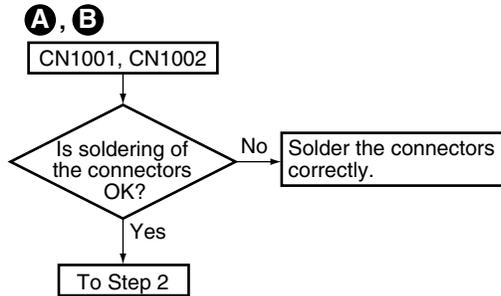 A, B
CN1001, CN1002
Is soldering of
the connectors
OK?
No
Solder the connectors
correctly.
Yes
To Step 2